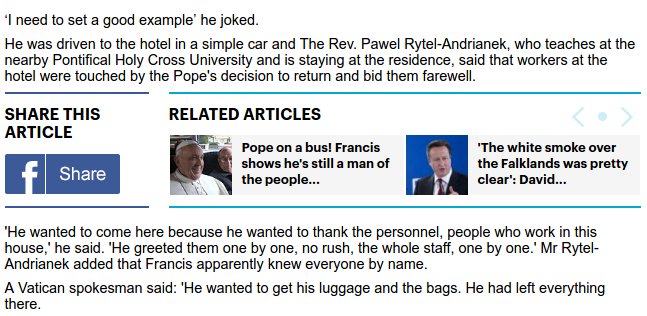 ‘I need to set a good example’ he joked.
He was driven to the hotel in a simple car and The Rev. Pawel Rytel-Andrianek, who teaches at the
nearby Pontifical Holy Cross University and is staying at the residence, said that workers at the
hotel were touched by the Pope's decision to return and bid them farewell.
SHARE THIS
ARTICLE
f Share
RELATED ARTICLES
Pope on a bus! Francis
shows he's still a man of
the people...
'The white smoke over
the Falklands was pretty
clear': David...
'He wanted to come here because he wanted to thank the personnel, people who work in this
house,' he said. 'He greeted them one by one, no rush, the whole staff, one by one.' Mr Rytel-
Andrianek added that Francis apparently knew everyone by name.
A Vatican spokesman said: 'He wanted to get his luggage and the bags. He had left everything
there.